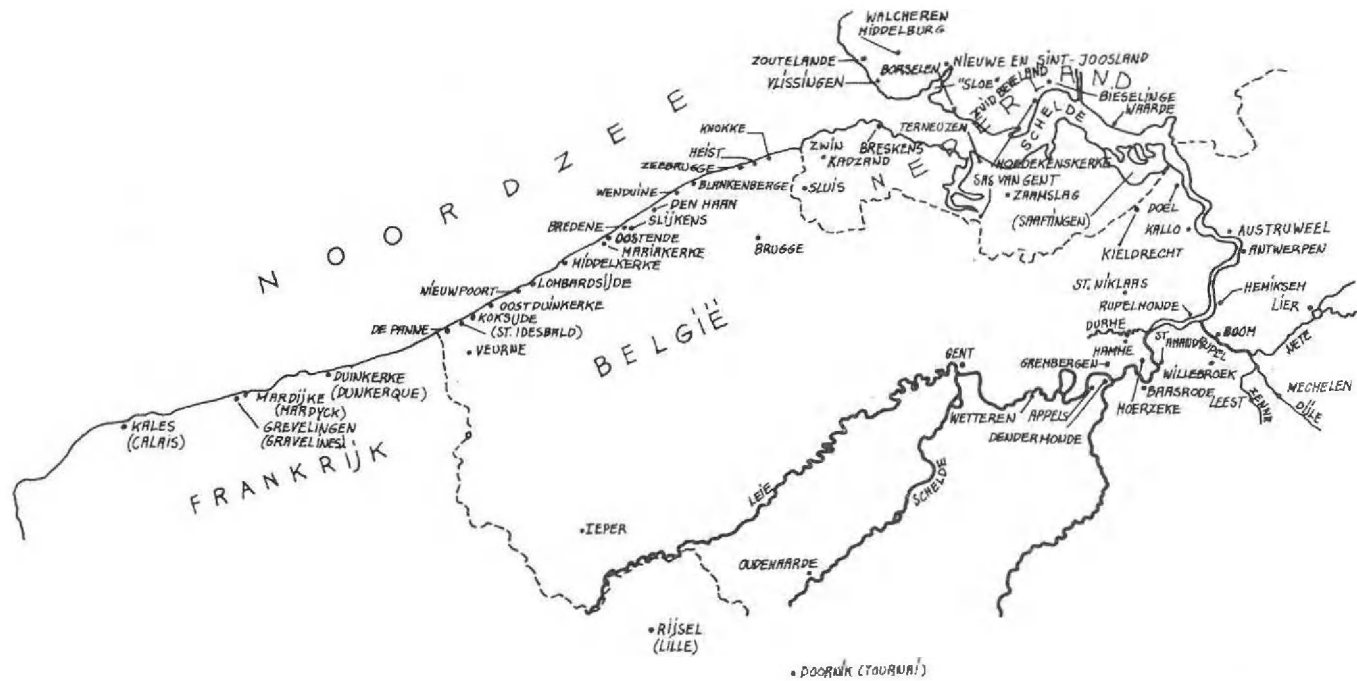 WALCHEREN
MIDDELBURG
ZOUTELANDE
VLISSINGEN
BORSELEN
NIEUWE EN SINT-JOOSLAND
"SLOE"
ZUID BEVELAND
BIESELINGE
WAARDE
SCHELDE
NEERLAND
TERNEUZEN
HOEDEKENSKERKE
SAS VAN GENT
ZAAMSLAG
(SAAFTINGEN)
BRESKENS
ZWIN
KADZAND
SLUIS
NOORDZEE
KNOKKE
HEIST
ZEEBRUGGE
BLANKENBERGE
WENDUINE
DEN HAAN
SLIJKENS
BREDENE
OOSTENDE
MARIAKERKE
MIDDELKERKE
LOMBARDSIJDE
NIEUWPOORT
OOSTDUINKERKE
KOKSIJDE
(ST. IDESBALD)
DE PANNE
VEURNE
BRUGGE
BELGIË
DUINKERKE
(DUNKERQUE)
MARDIJKE
(MARDYCK)
GREVELINGEN
(GRAVELINES)
KALES
(CALAIS)
FRANKRIJK
DOEL
KALLO
KIELDRECHT
AUSTRUWEEL
ANTWERPEN
ST. NIKLAAS
RUPELMONDE
HEMIKSEM
LIER
DURME
HAMME
ST AMANDS
RUPEL
BOOM
NETE
GENT
GREMBERGEN
WILLEBROEK
MECHELEN
BAASRODE
LEEST
ZENNE
DIJLE
WETTEREN
APPELS
MOERZEKE
DENDERMONDE
LEIE
SCHELDE
IEPER
OUDENAARDE
RIJSEL
(LILLE)
DOORNIK (TOURNAI)